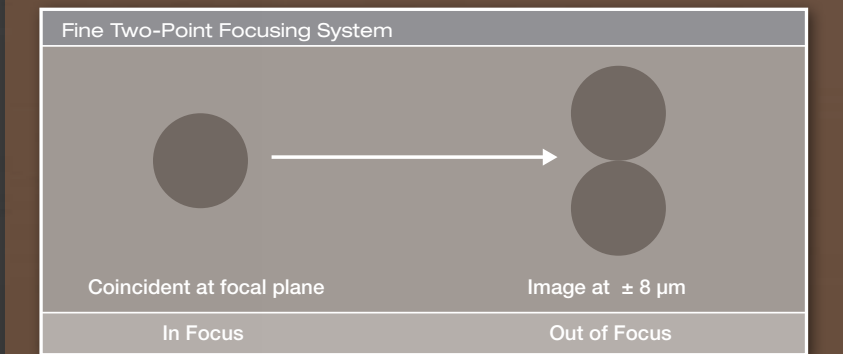 Fine Two-Point Focusing System
Coincident at focal plane
Image at ± 8 µm
In Focus
Out of Focus